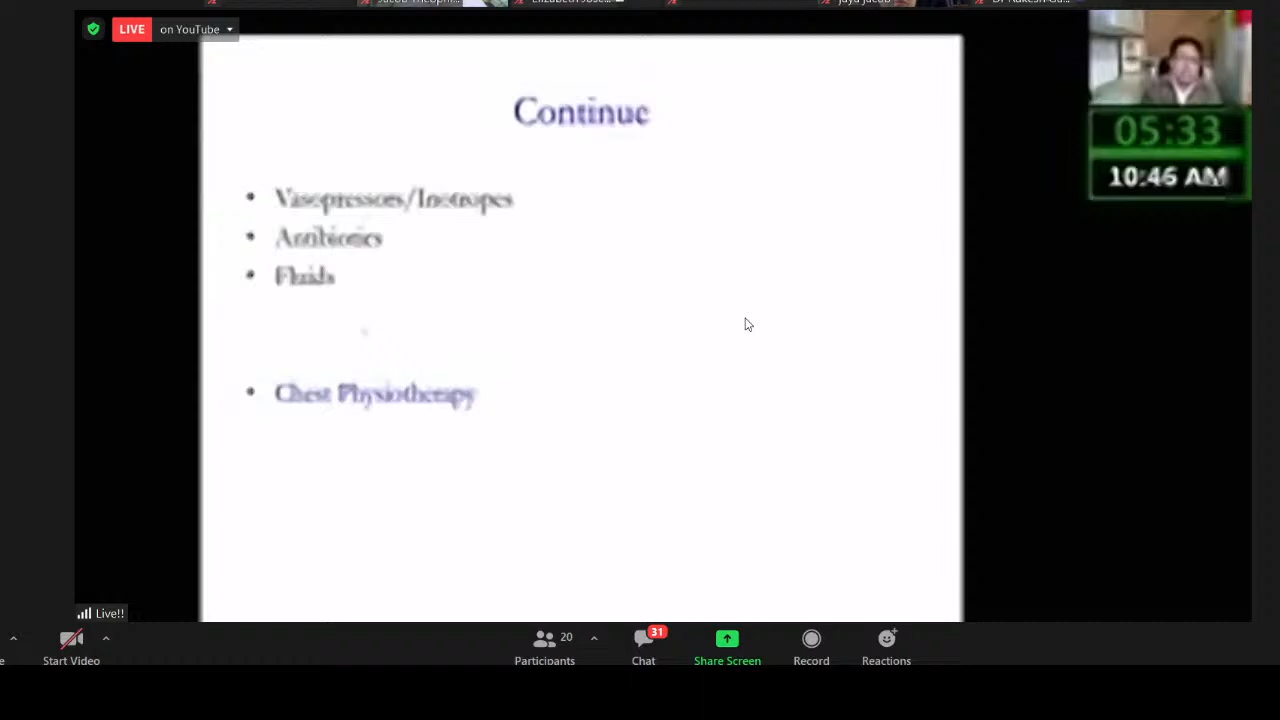 LIVE on YouTube
Continue
• Vasopressors/Inotropes
• Antibiotics
• Fluids
• Chest Physiotherapy
05:33
10:46 AM
Live!!
Start Video
20
Participants
31
Chat
Share Screen
Record
Reactions